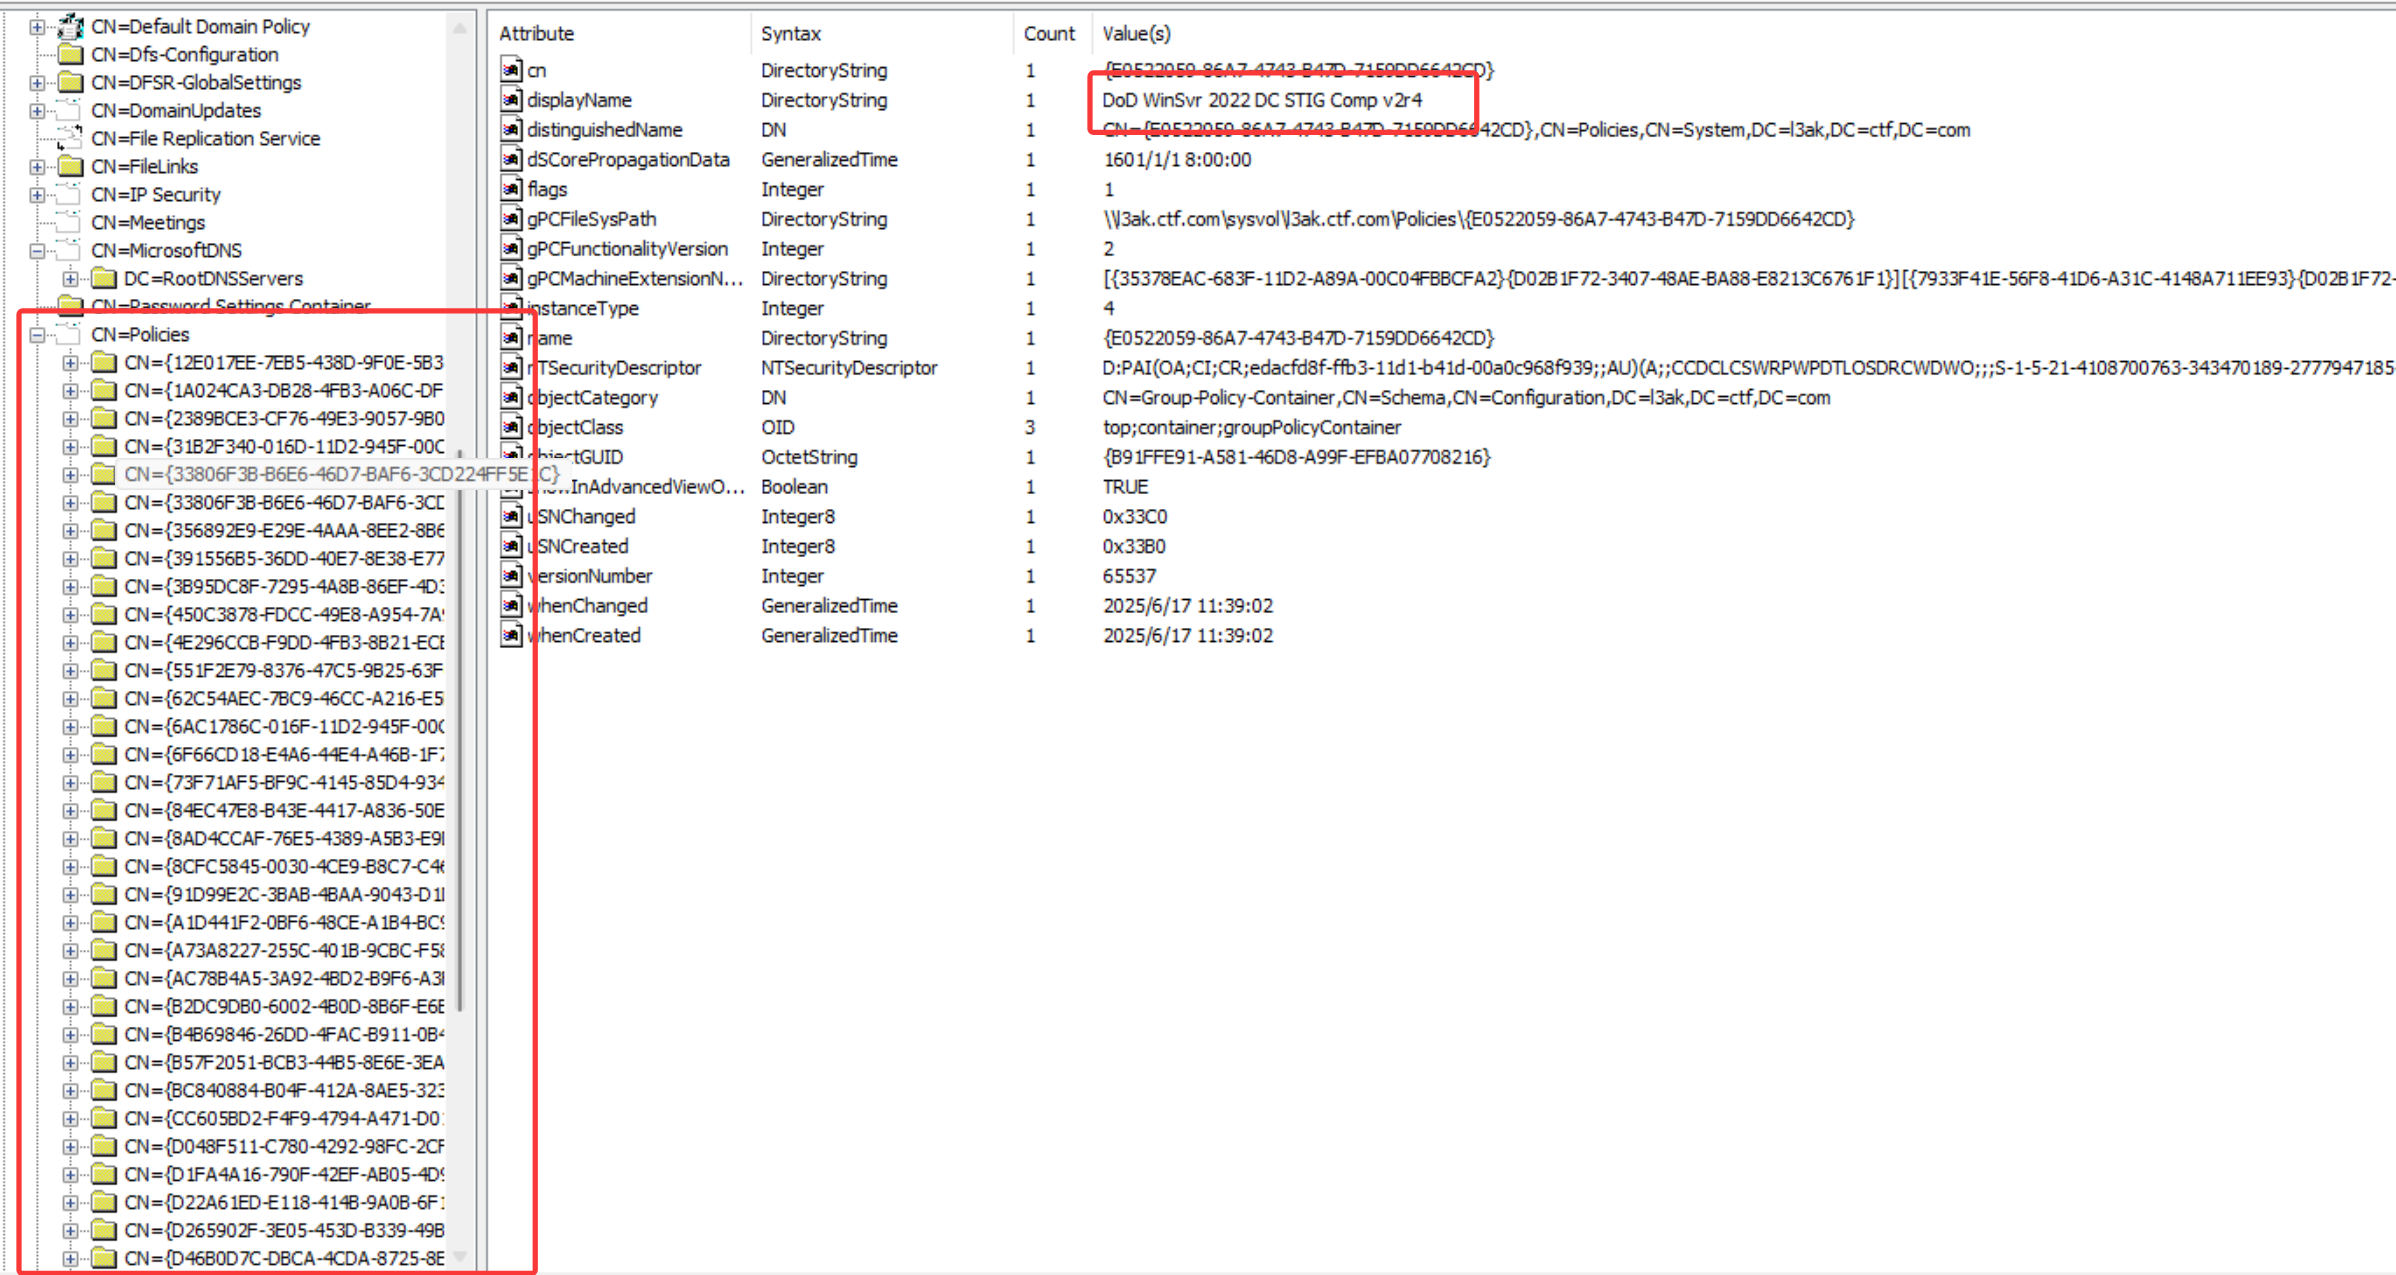 CN=Default Domain Policy
CN=Dfs-Configuration
CN=DFSR-GlobalSettings
CN=DomainUpdates
CN=File Replication Service
CN=FileLinks
CN=IP Security
CN=Meetings
CN=MicrosoftDNS
DC=RootDNSServers
CN=Password Settings Container
CN=Policies
CN={12E017EE-7EB5-438D-9F0E-5B3
CN={1A024CA3-DB28-4FB3-A06C-DF
CN={2389BCE3-CF76-49E3-9057-9B0
CN={31B2F340-016D-11D2-945F-00C
CN={33806F3B-B6E6-46D7-BAF6-3CD224FF5E1C}
CN={33806F3B-B6E6-46D7-BAF6-3CD
CN={356892E9-E29E-4AAA-8EE2-8B6
CN={391556B5-36DD-40E7-8E38-E77
CN={3B95DC8F-7295-4A8B-86EF-4D3
CN={450C3878-FDCC-49E8-A954-7A
CN={4E296CCB-F9DD-4FB3-8B21-ECE
CN={551F2E79-8376-47C5-9B25-63F
CN={62C54AEC-7BC9-46CC-A216-E5
CN={6AC1786C-016F-11D2-945F-00C
CN={6F66CD18-E4A6-44E4-A46B-1F7
CN={73F71AF5-BF9C-4145-85D4-934
CN={84EC47E8-B43E-4417-A836-50E
CN={8AD4CCAF-76E5-4389-A5B3-E9
CN={8CFC5845-0030-4CE9-B8C7-C46
CN={91D99E2C-3BAB-4BAA-9043-D1
CN={A1D441F2-0BF6-48CE-A1B4-BC9
CN={A73A8227-255C-401B-9CBC-F58
CN={AC78B4A5-3A92-4BD2-B9F6-A3
CN={B2DC9DB0-6002-4B0D-8B6F-E6E
CN={B4B69846-26DD-4FAC-B911-0B4
CN={B57F2051-BCB3-44B5-8E6E-3EA
CN={BC840884-B04F-412A-8AE5-323
CN={CC605BD2-F4F9-4794-A471-D0
CN={D048F511-C780-4292-98FC-2CF
CN={D1FA4A16-790F-42EF-AB05-4D9
CN={D22A61ED-E118-414B-9A0B-6F
CN={D265902F-3E05-453D-B339-49B
CN={D46B0D7C-DBCA-4CDA-8725-8E
Attribute Syntax Count Value(s)
cn DirectoryString 1 {E0522059-86A7-4743-B47D-7159DD6642CD}
displayName DirectoryString 1 DoD WinSvr 2022 DC STIG Comp v2r4
distinguishedName DN 1 CN={E0522059-86A7-4743-B47D-7159DD6642CD},CN=Policies,CN=System,DC=l3ak,DC=ctf,DC=com
dSCorePropagationData GeneralizedTime 1 1601/1/1 8:00:00
flags Integer 1 1
gPCFileSysPath DirectoryString 1 \\l3ak.ctf.com\sysvol\l3ak.ctf.com\Policies\{E0522059-86A7-4743-B47D-7159DD6642CD}
gPCFunctionalityVersion Integer 1 2
gPCMachineExtensionN... DirectoryString 1 [{35378EAC-683F-11D2-A89A-00C04FBBCFA2}{D02B1F72-3407-48AE-BA88-E8213C6761F1}][{7933F41E-56F8-41D6-A31C-4148A711EE93}{D02B1F72-
instanceType Integer 1 4
name DirectoryString 1 {E0522059-86A7-4743-B47D-7159DD6642CD}
nTSecurityDescriptor NTSecurityDescriptor 1 D:PAI(OA;CI;CR;edacfd8f-ffb3-11d1-b41d-00a0c968f939;;AU)(A;;CCDCLCSWRPWPDTLOSDRCWDWO;;;S-1-5-21-4108700763-343470189-2777947185-
objectCategory DN 1 CN=Group-Policy-Container,CN=Schema,CN=Configuration,DC=l3ak,DC=ctf,DC=com
objectClass OID 3 top;container;groupPolicyContainer
objectGUID OctetString 1 {B91FFE91-A581-46D8-A99F-EFBA07708216}
showInAdvancedViewO... Boolean 1 TRUE
uSNChanged Integer8 1 0x33C0
uSNCreated Integer8 1 0x33B0
versionNumber Integer 1 65537
whenChanged GeneralizedTime 1 2025/6/17 11:39:02
whenCreated GeneralizedTime 1 2025/6/17 11:39:02